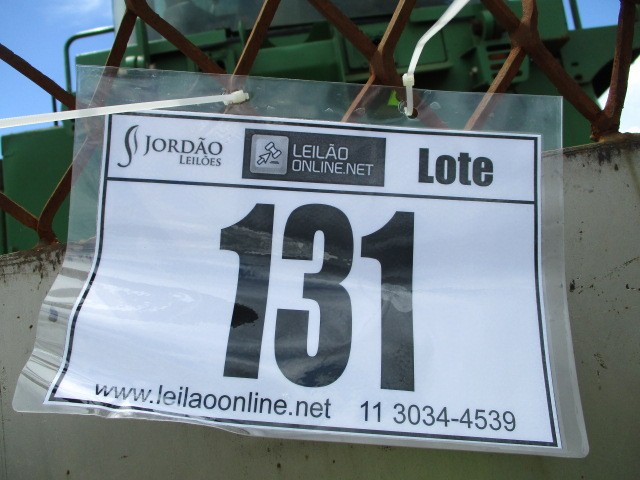 JORDÃO
LEILÕES
LEILÃO
ONLINE.NET
Lote
131
www.leilaoonline.net 11 3034-4539